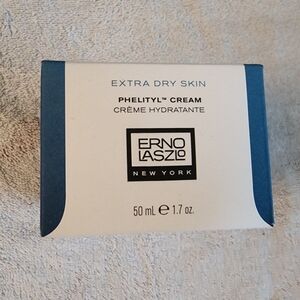 EXTRA DRY SKIN
PHELITYL™ CREAM
CRÈME HYDRATANTE
ERNO
LASZLO
NEW YORK
50 mL ℮ 1.7 oz.